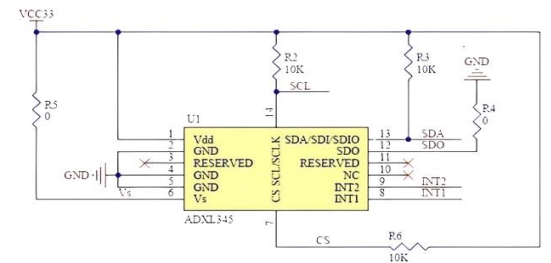 VCC33
R2
10K
R3
10K
GND
SCL
R5
0
R4
0
U1
14
1 Vdd SDA/SDI/SDIO 13 SDA
2 GND SDO 12 SDO
3 RESERVED RESERVED 11
GND 4 GND NC 10
5 GND INT2 9 INT2
Vs 6 Vs INT1 8 INT1
CS SCL/SCLK
ADXL345
7
CS
R6
10K